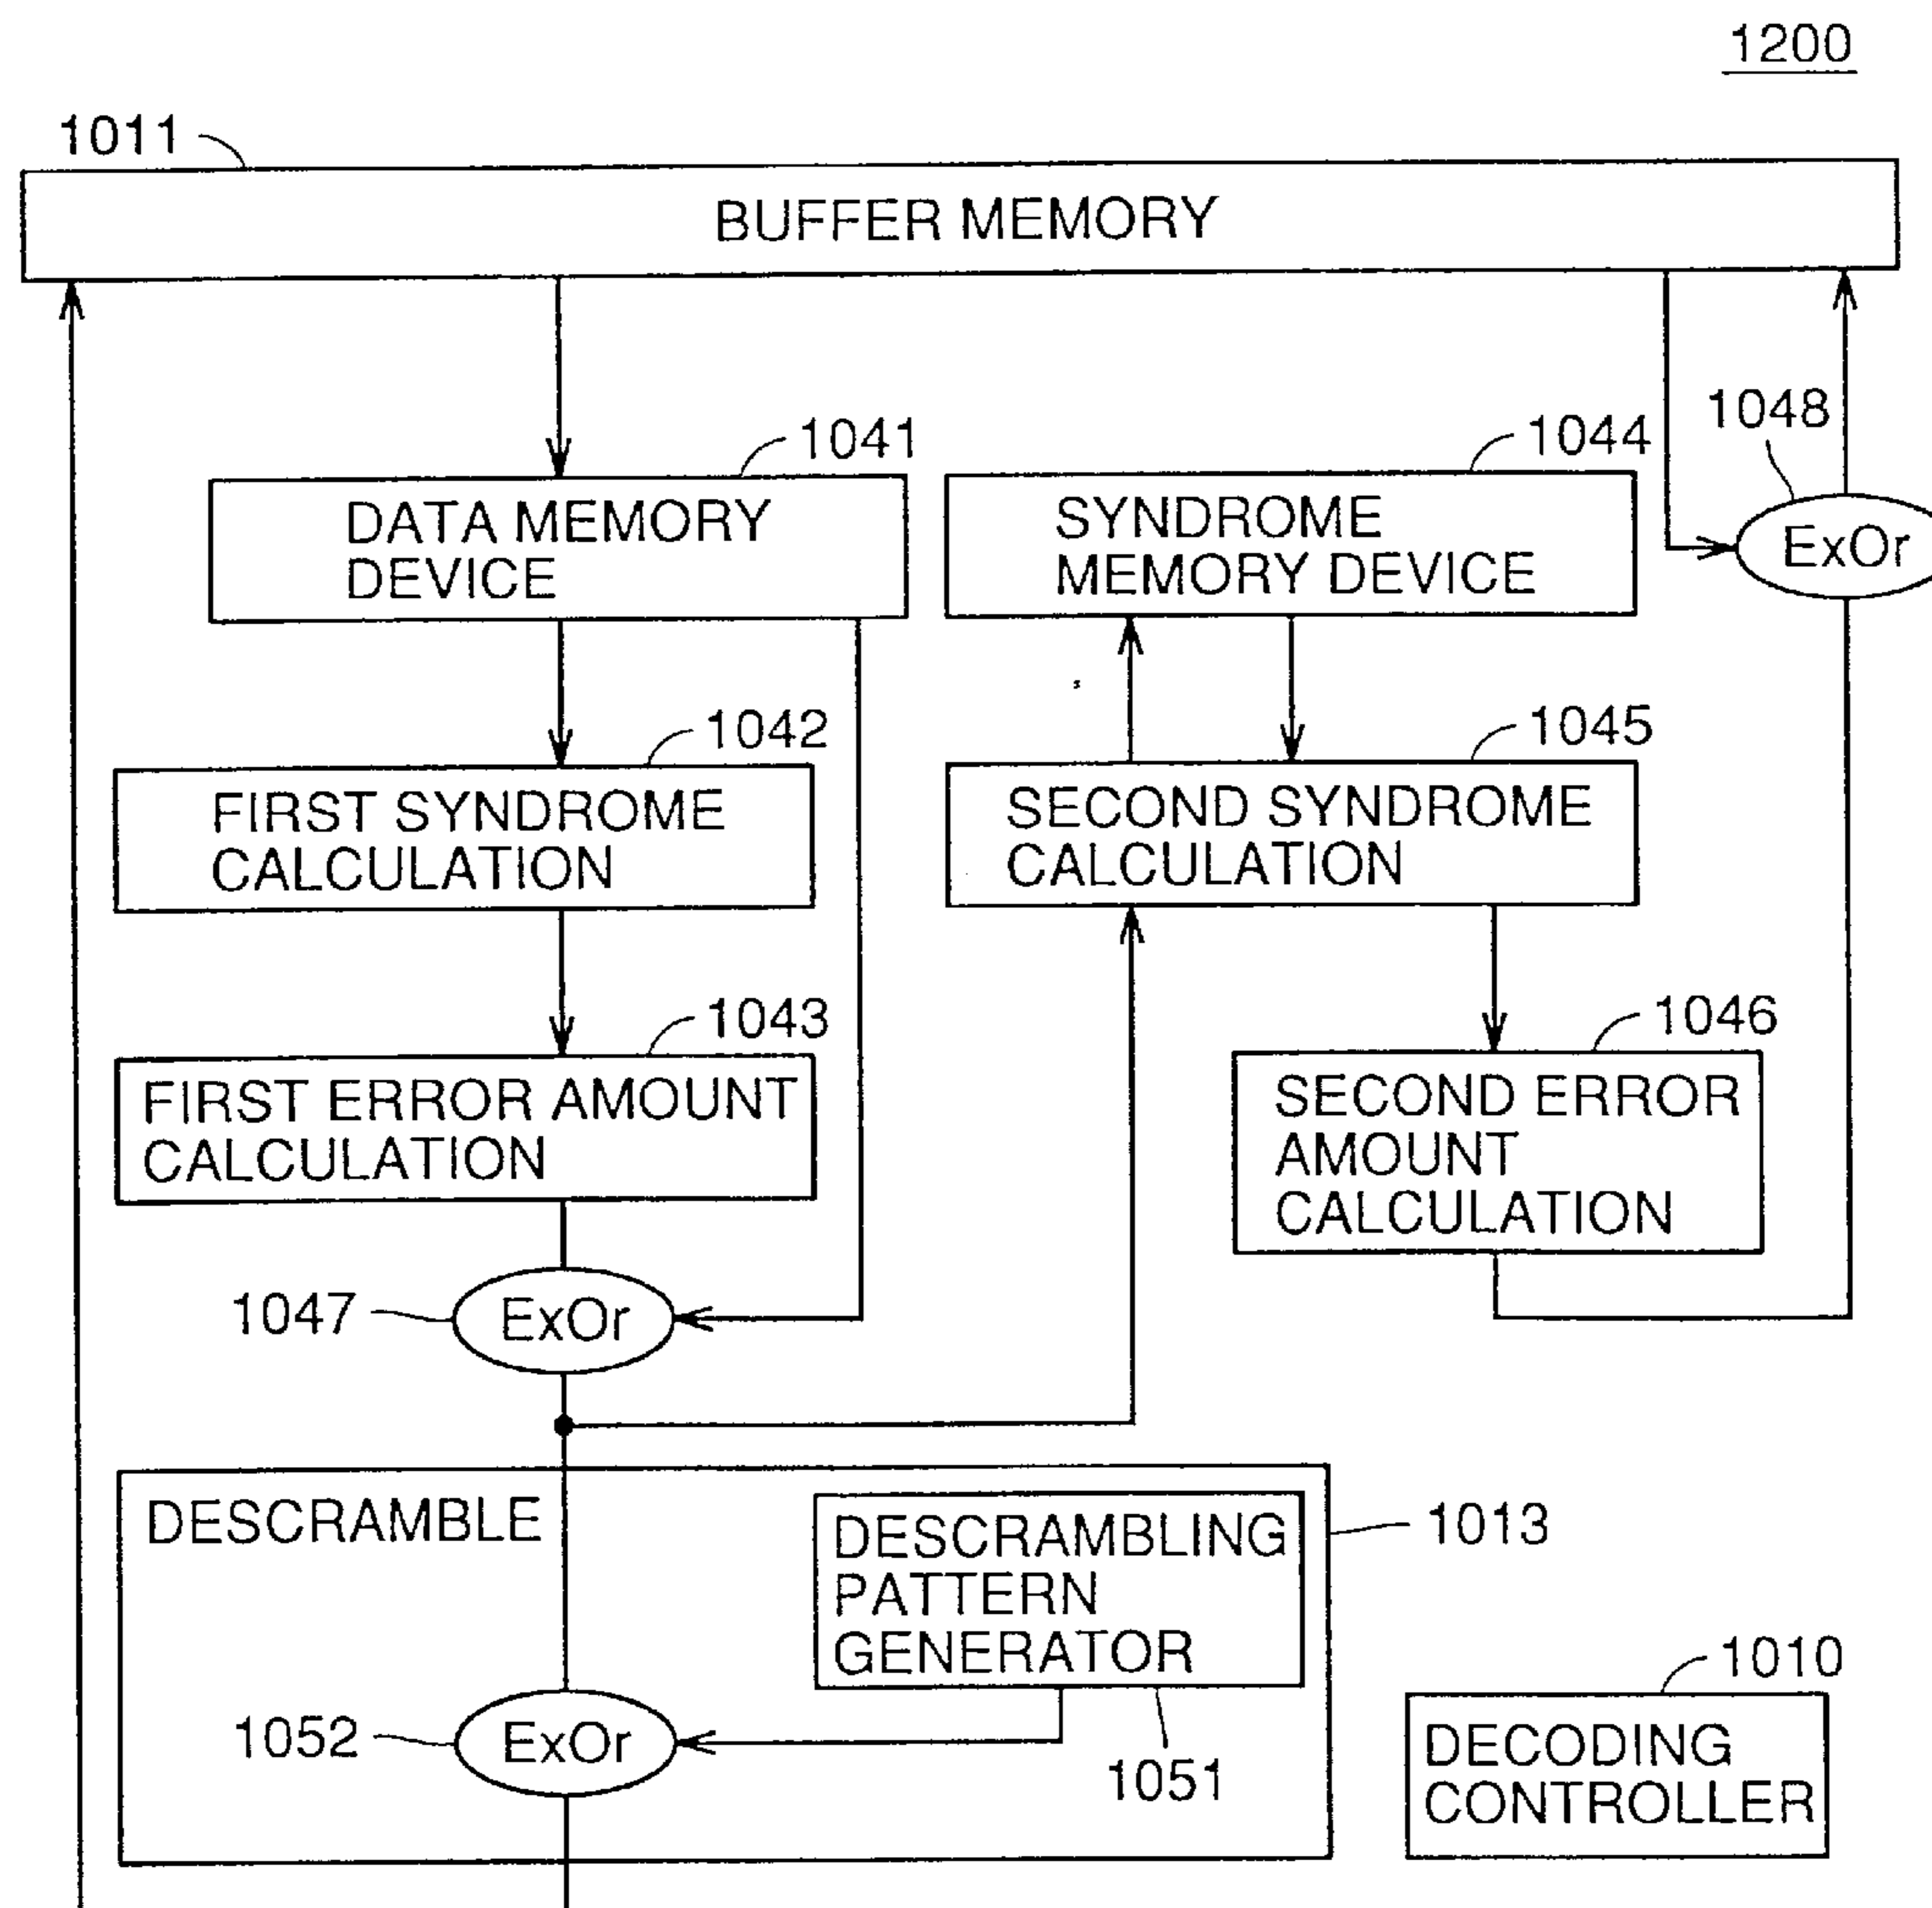 1200
1011
BUFFER MEMORY
1041
1044
1048
DATA MEMORY
DEVICE
SYNDROME
MEMORY DEVICE
ExOr
1042
1045
FIRST SYNDROME
CALCULATION
SECOND SYNDROME
CALCULATION
1043
1046
FIRST ERROR AMOUNT
CALCULATION
SECOND ERROR
AMOUNT
CALCULATION
1047
ExOr
DESCRAMBLE
DESCRAMBLING
PATTERN
GENERATOR
1013
1052
ExOr
1051
1010
DECODING
CONTROLLER